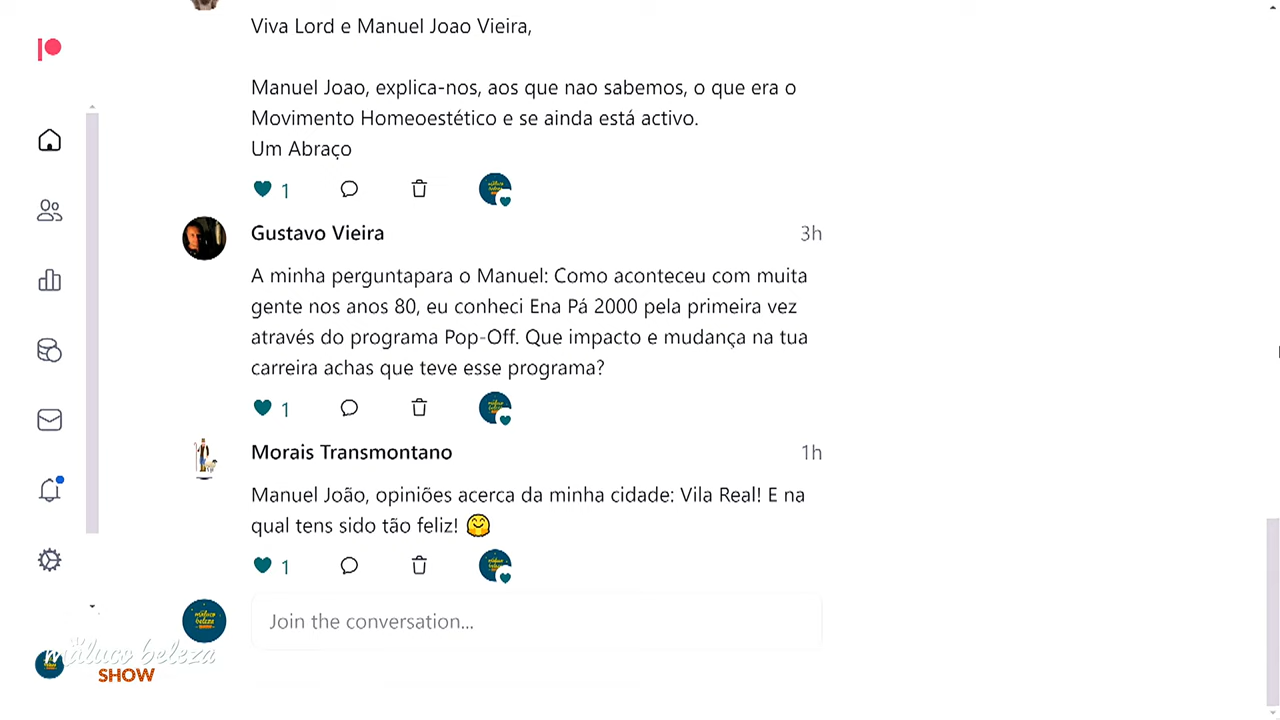 Viva Lord e Manuel Joao Vieira,
Manuel Joao, explica-nos, aos que nao sabemos, o que era o
Movimento Homeoestético e se ainda está activo.
Um Abraço
1
Gustavo Vieira
3h
A minha perguntapara o Manuel: Como aconteceu com muita
gente nos anos 80, eu conheci Ena Pá 2000 pela primeira vez
através do programa Pop-Off. Que impacto e mudança na tua
carreira achas que teve esse programa?
1
Morais Transmontano
1h
Manuel João, opiniões acerca da minha cidade: Vila Real! E na
qual tens sido tão feliz! 🤗
1
maluco beleza
Join the conversation...
maluco beleza
SHOW